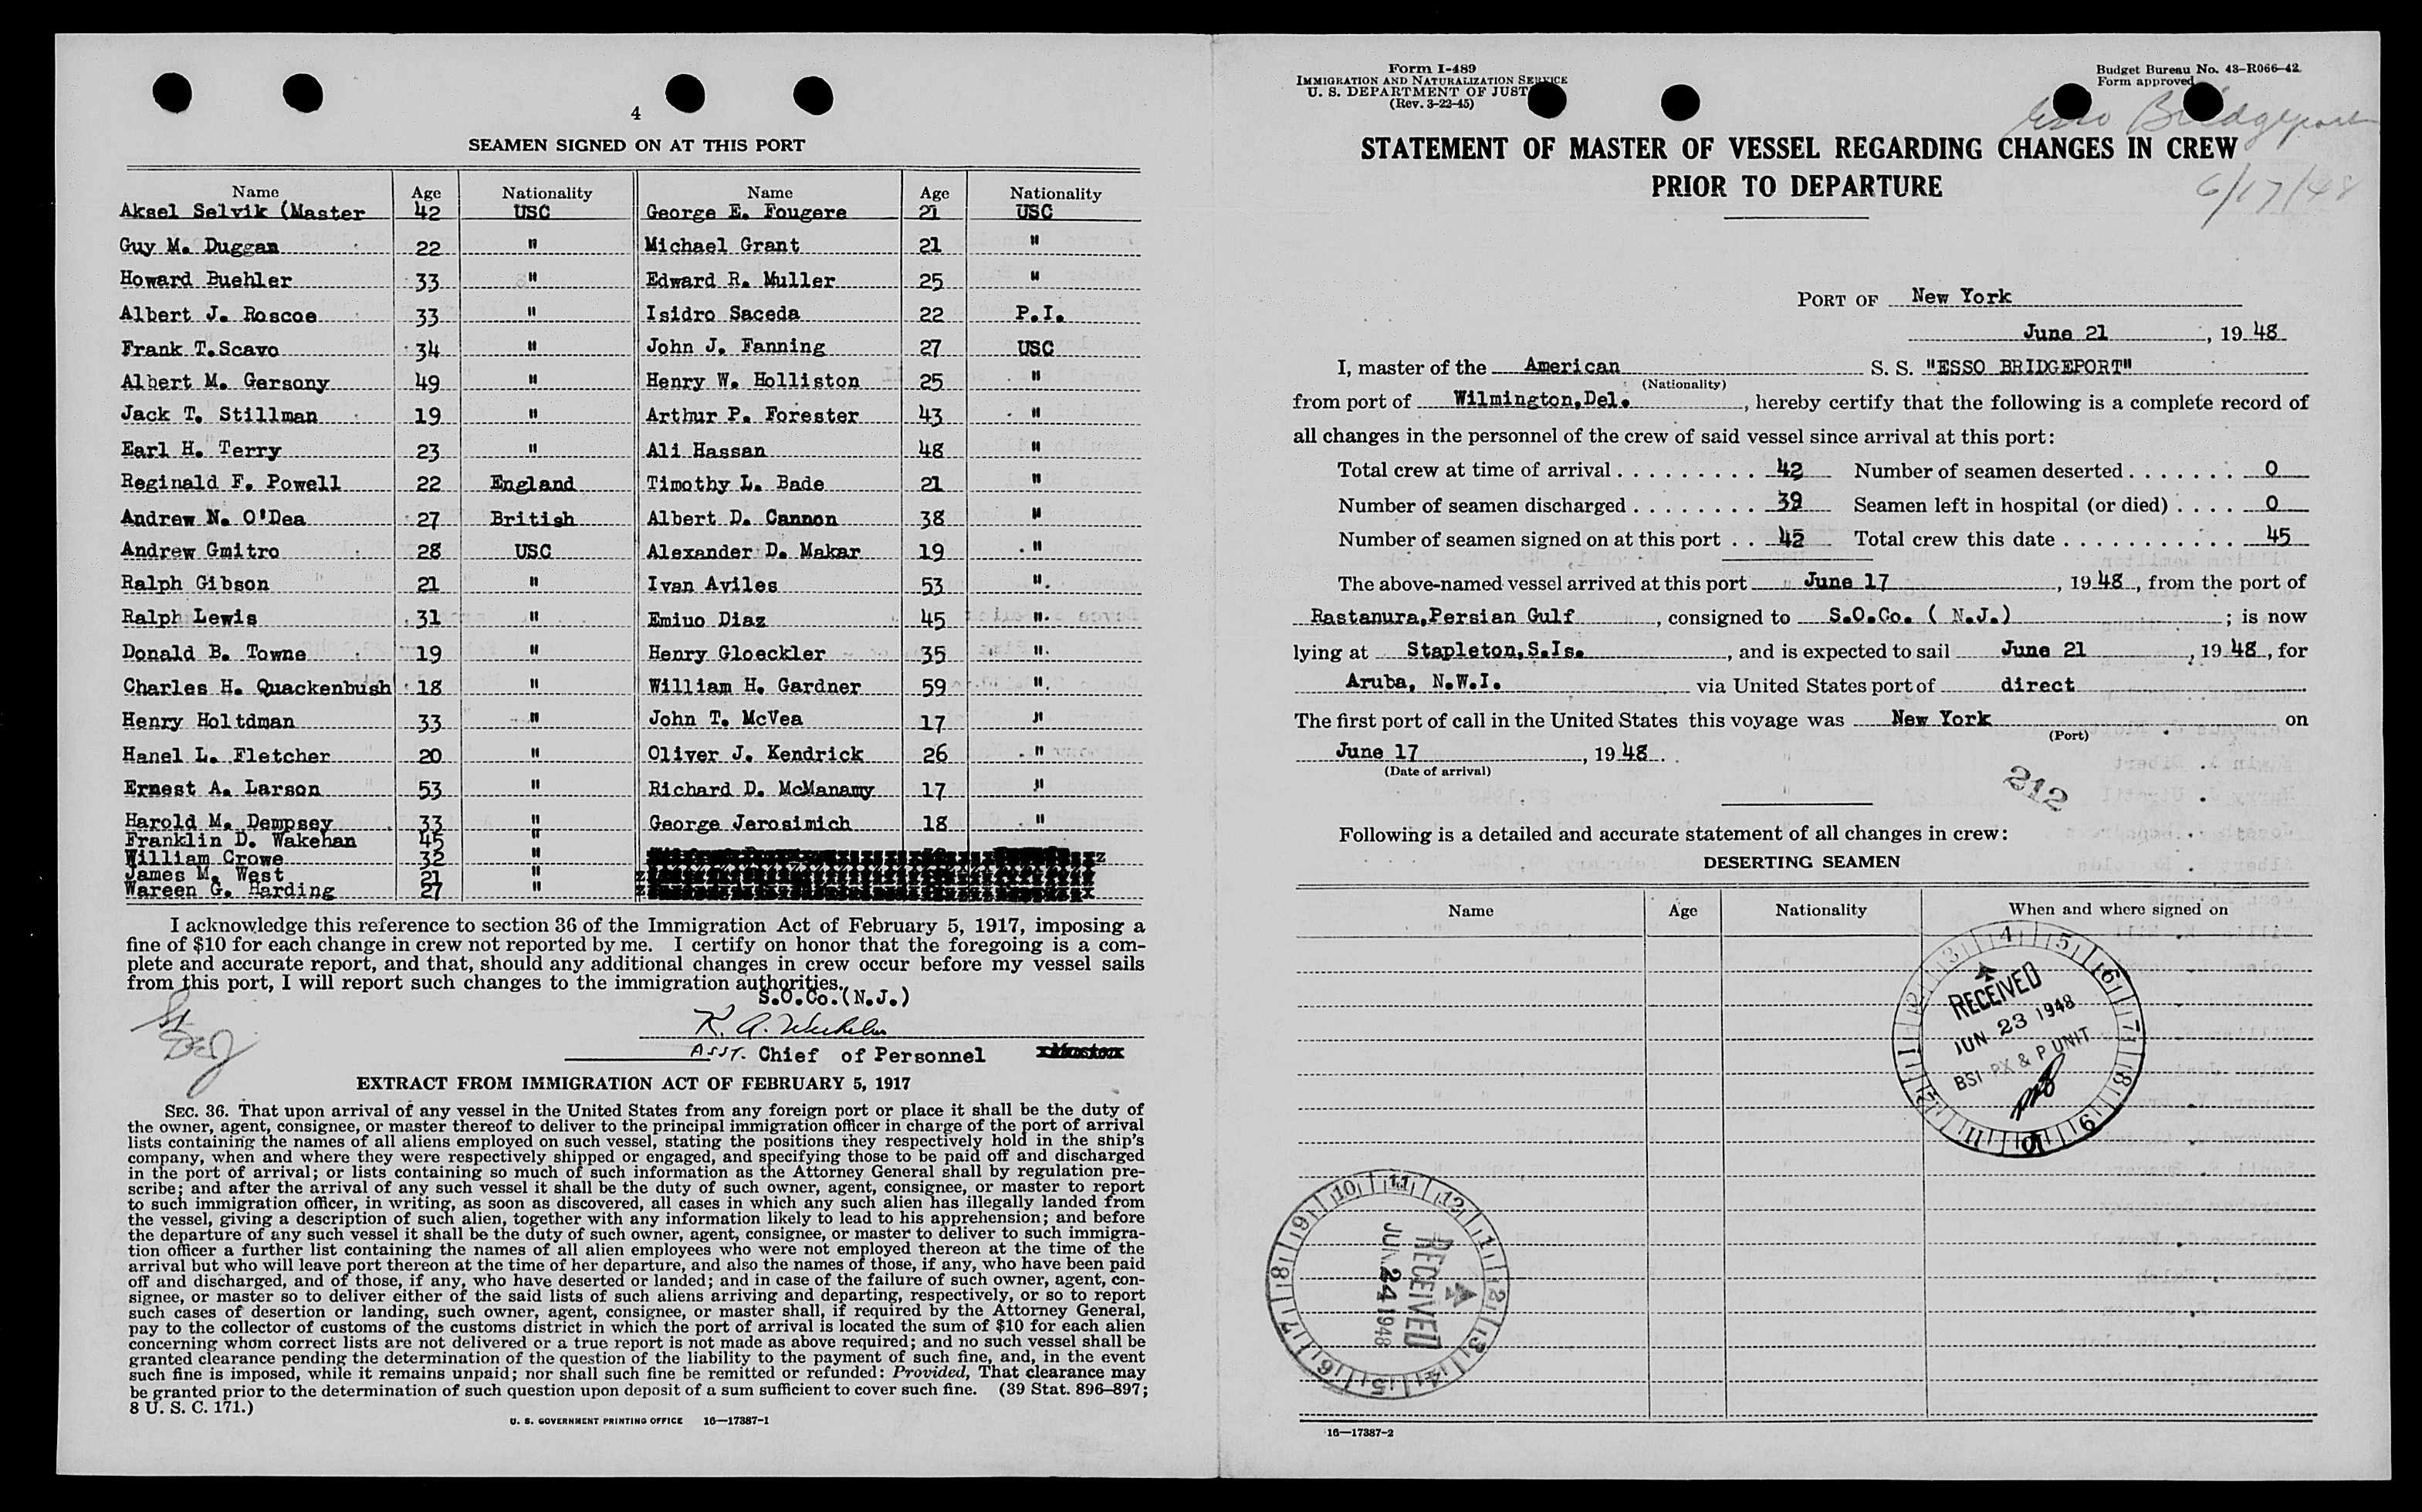 4
SEAMEN SIGNED ON AT THIS PORT
Name Age Nationality Name Age Nationality
Aksel Selvik (Master 42 USC George E. Fougere 21 USC
Guy M. Duggan 22 " Michael Grant 21 "
Howard Buehler 33 " Edward R. Muller 25 "
Albert J. Roscoe 33 " Isidro Saceda 22 P.I.
Frank T.Scavo 34 " John J. Fanning 27 USC
Albert M. Gersony 49 " Henry W. Holliston 25 "
Jack T. Stillman 19 " Arthur P. Forester 43 "
Earl H. Terry 23 " Ali Hassan 48 "
Reginald F. Powell 22 England Timothy L. Bade 21 "
Andrew N. O'Dea 27 British Albert D. Cannon 38 "
Andrew Gmitro 28 USC Alexander D. Makar 19 "
Ralph Gibson 21 " Ivan Aviles 53 "
Ralph Lewis 31 " Emiuo Diaz 45 "
Donald B. Towne 19 " Henry Gloeckler 35 "
Charles H. Quackenbush 18 " William H. Gardner 59 "
Henry Holtdman 33 " John T. McVea 17 "
Hanel L. Fletcher 20 " Oliver J. Kendrick 26 "
Ernest A. Larson 53 " Richard D. McManamy 17 "
Harold M. Dempsey 33 " George Jerosimich 18 "
Franklin D. Wakehan 45 "
William Crowe 32 "
James M. West 21 "
Wareen G. Harding 27 "
I acknowledge this reference to section 36 of the Immigration Act of February 5, 1917, imposing a
fine of $10 for each change in crew not reported by me. I certify on honor that the foregoing is a com-
plete and accurate report, and that, should any additional changes in crew occur before my vessel sails
from this port, I will report such changes to the immigration authorities.
S.O.Co.(N.J.)
Asst. Chief of Personnel
EXTRACT FROM IMMIGRATION ACT OF FEBRUARY 5, 1917
SEC. 36. That upon arrival of any vessel in the United States from any foreign port or place it shall be the duty of
the owner, agent, consignee, or master thereof to deliver to the principal immigration officer in charge of the port of arrival
lists containing the names of all aliens employed on such vessel, stating the positions they respectively hold in the ship's
company, when and where they were respectively shipped or engaged, and specifying those to be paid off and discharged
in the port of arrival; or lists containing so much of such information as the Attorney General shall by regulation pre-
scribe; and after the arrival of any such vessel it shall be the duty of such owner, agent, consignee, or master to report
to such immigration officer, in writing, as soon as discovered, all cases in which any such alien has illegally landed from
the vessel, giving a description of such alien, together with any information likely to lead to his apprehension; and before
the departure of any such vessel it shall be the duty of such owner, agent, consignee, or master to deliver to such immigra-
tion officer a further list containing the names of all alien employees who were not employed thereon at the time of the
arrival but who will leave port thereon at the time of her departure, and also the names of those, if any, who have been paid
off and discharged, and of those, if any, who have deserted or landed; and in case of the failure of such owner, agent, con-
signee, or master so to deliver either of the said lists of such aliens arriving and departing, respectively, or so to report
such cases of desertion or landing, such owner, agent, consignee, or master shall, if required by the Attorney General,
pay to the collector of customs of the customs district in which the port of arrival is located the sum of $10 for each alien
concerning whom correct lists are not delivered or a true report is not made as above required; and no such vessel shall be
granted clearance pending the determination of the question of the liability to the payment of such fine, and, in the event
such fine is imposed, while it remains unpaid; nor shall such fine be remitted or refunded: Provided, That clearance may
be granted prior to the determination of such question upon deposit of a sum sufficient to cover such fine. (39 Stat. 896–897;
8 U. S. C. 171.)
U. S. GOVERNMENT PRINTING OFFICE 16—17387-1
Form I-489
IMMIGRATION AND NATURALIZATION SERVICE
U. S. DEPARTMENT OF JUST
(Rev. 3-22-45)
Budget Bureau No. 43-R066-42.
Form approved
Esso Bridgeport
STATEMENT OF MASTER OF VESSEL REGARDING CHANGES IN CREW
PRIOR TO DEPARTURE
6/17/48
PORT OF New York
June 21, 1948
I, master of the American S. S. "ESSO BRIDGEPORT"
(Nationality)
from port of Wilmington,Del., hereby certify that the following is a complete record of
all changes in the personnel of the crew of said vessel since arrival at this port:
Total crew at time of arrival . . . . . . . . . 42 Number of seamen deserted . . . . . . . 0
Number of seamen discharged . . . . . . . . 39 Seamen left in hospital (or died) . . . . 0
Number of seamen signed on at this port . . 42 Total crew this date . . . . . . . . . . . 45
The above-named vessel arrived at this port June 17, 1948, from the port of
Rastanura,Persian Gulf, consigned to S.O.Co. ( N.J.); is now
lying at Stapleton,S.Is., and is expected to sail June 21, 1948, for
Aruba, N.W.I. via United States port of direct
The first port of call in the United States this voyage was New York on
(Port)
June 17, 1948.
(Date of arrival)
212
Following is a detailed and accurate statement of all changes in crew:
DESERTING SEAMEN
Name Age Nationality When and where signed on
RECEIVED
JUN 23 1948
BSI PX & P UNIT
1 2 3 4 5 6 7 8 9 10 11 12
RECEIVED
JUN 24 1948
1 2 3 4 5 6 7 8 9 10 11 12
16—17387-2